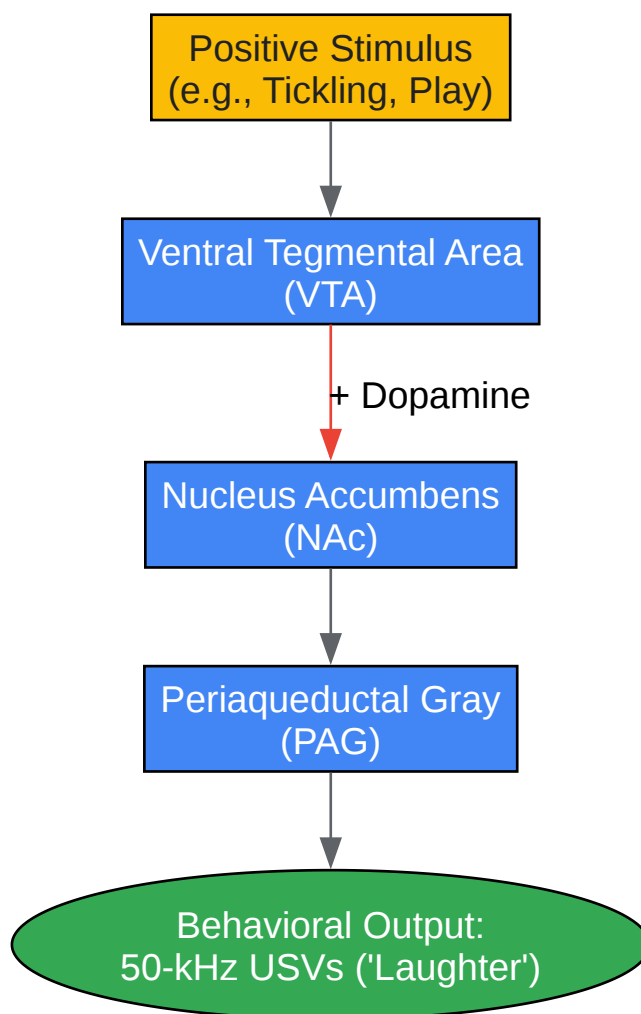 Positive Stimulus
(e.g., Tickling, Play)
Ventral Tegmental Area
(VTA)
+ Dopamine
Nucleus Accumbens
(NAc)
Periaqueductal Gray
(PAG)
Behavioral Output:
50-kHz USVs ('Laughter')